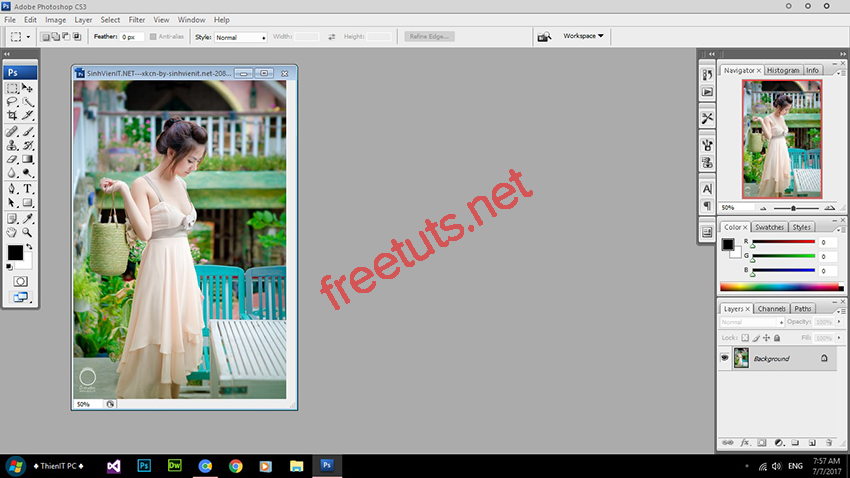 Adobe Photoshop CS3
File Edit Image Layer Select Filter View Window Help
Feather: 0 px Anti-alias Style: Normal Width: Height: Refine Edge... Workspace
Ps
SinhVienIT.NET---xkcn-by-sinhvienit.net-208...
50%
freetuts.net
Navigator Histogram Info
50%
Color Swatches Styles
R 0
G 0
B 0
Layers Channels Paths
Normal Opacity: 100%
Lock: Fill: 100%
Background
ThienIT PC
Ps Dw Ps
ENG
7:57 AM
7/7/2017